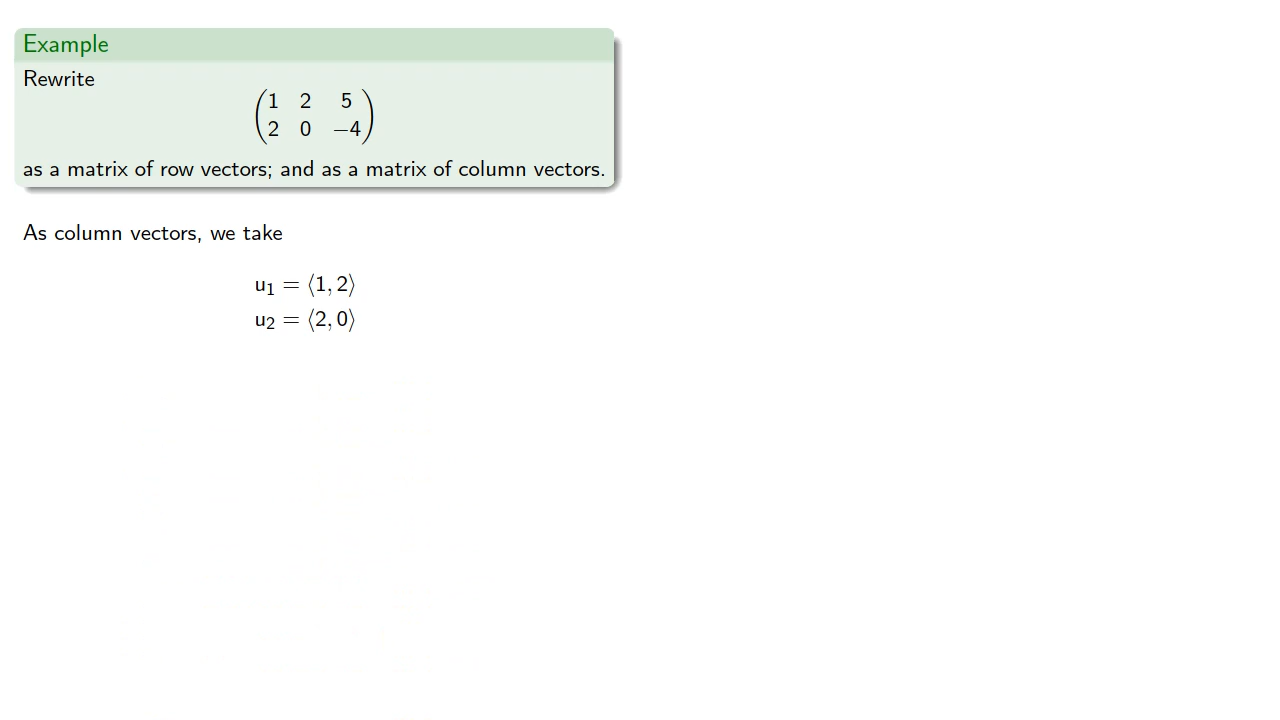 Example
Rewrite
(1 2 5
2 0 −4)
as a matrix of row vectors; and as a matrix of column vectors.
As column vectors, we take
u₁ = ⟨1, 2⟩
u₂ = ⟨2, 0⟩